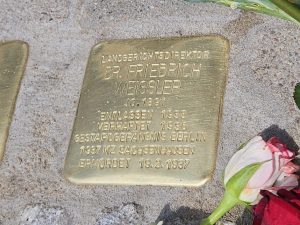 LANDGERICHTSDIREKTOR
DR. FRIEDRICH
WEISSLER
JG. 1891
ENTLASSEN 1933
VERHAFTET 1936
GESTAPOGEFÄNGNIS BERLIN
1937 KZ SACHSENHAUSEN
ERMORDET 19.2.1937